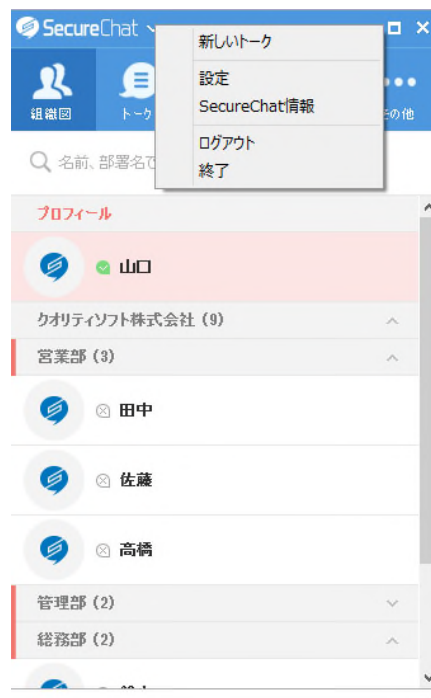 SecureChat
新しいトーク
設定
SecureChat情報
ログアウト
終了
組織図
トーク
の他
名前、部署名で
プロフィール
山口
クオリティソフト株式会社 (9)
営業部 (3)
田中
佐藤
高橋
管理部 (2)
総務部 (2)